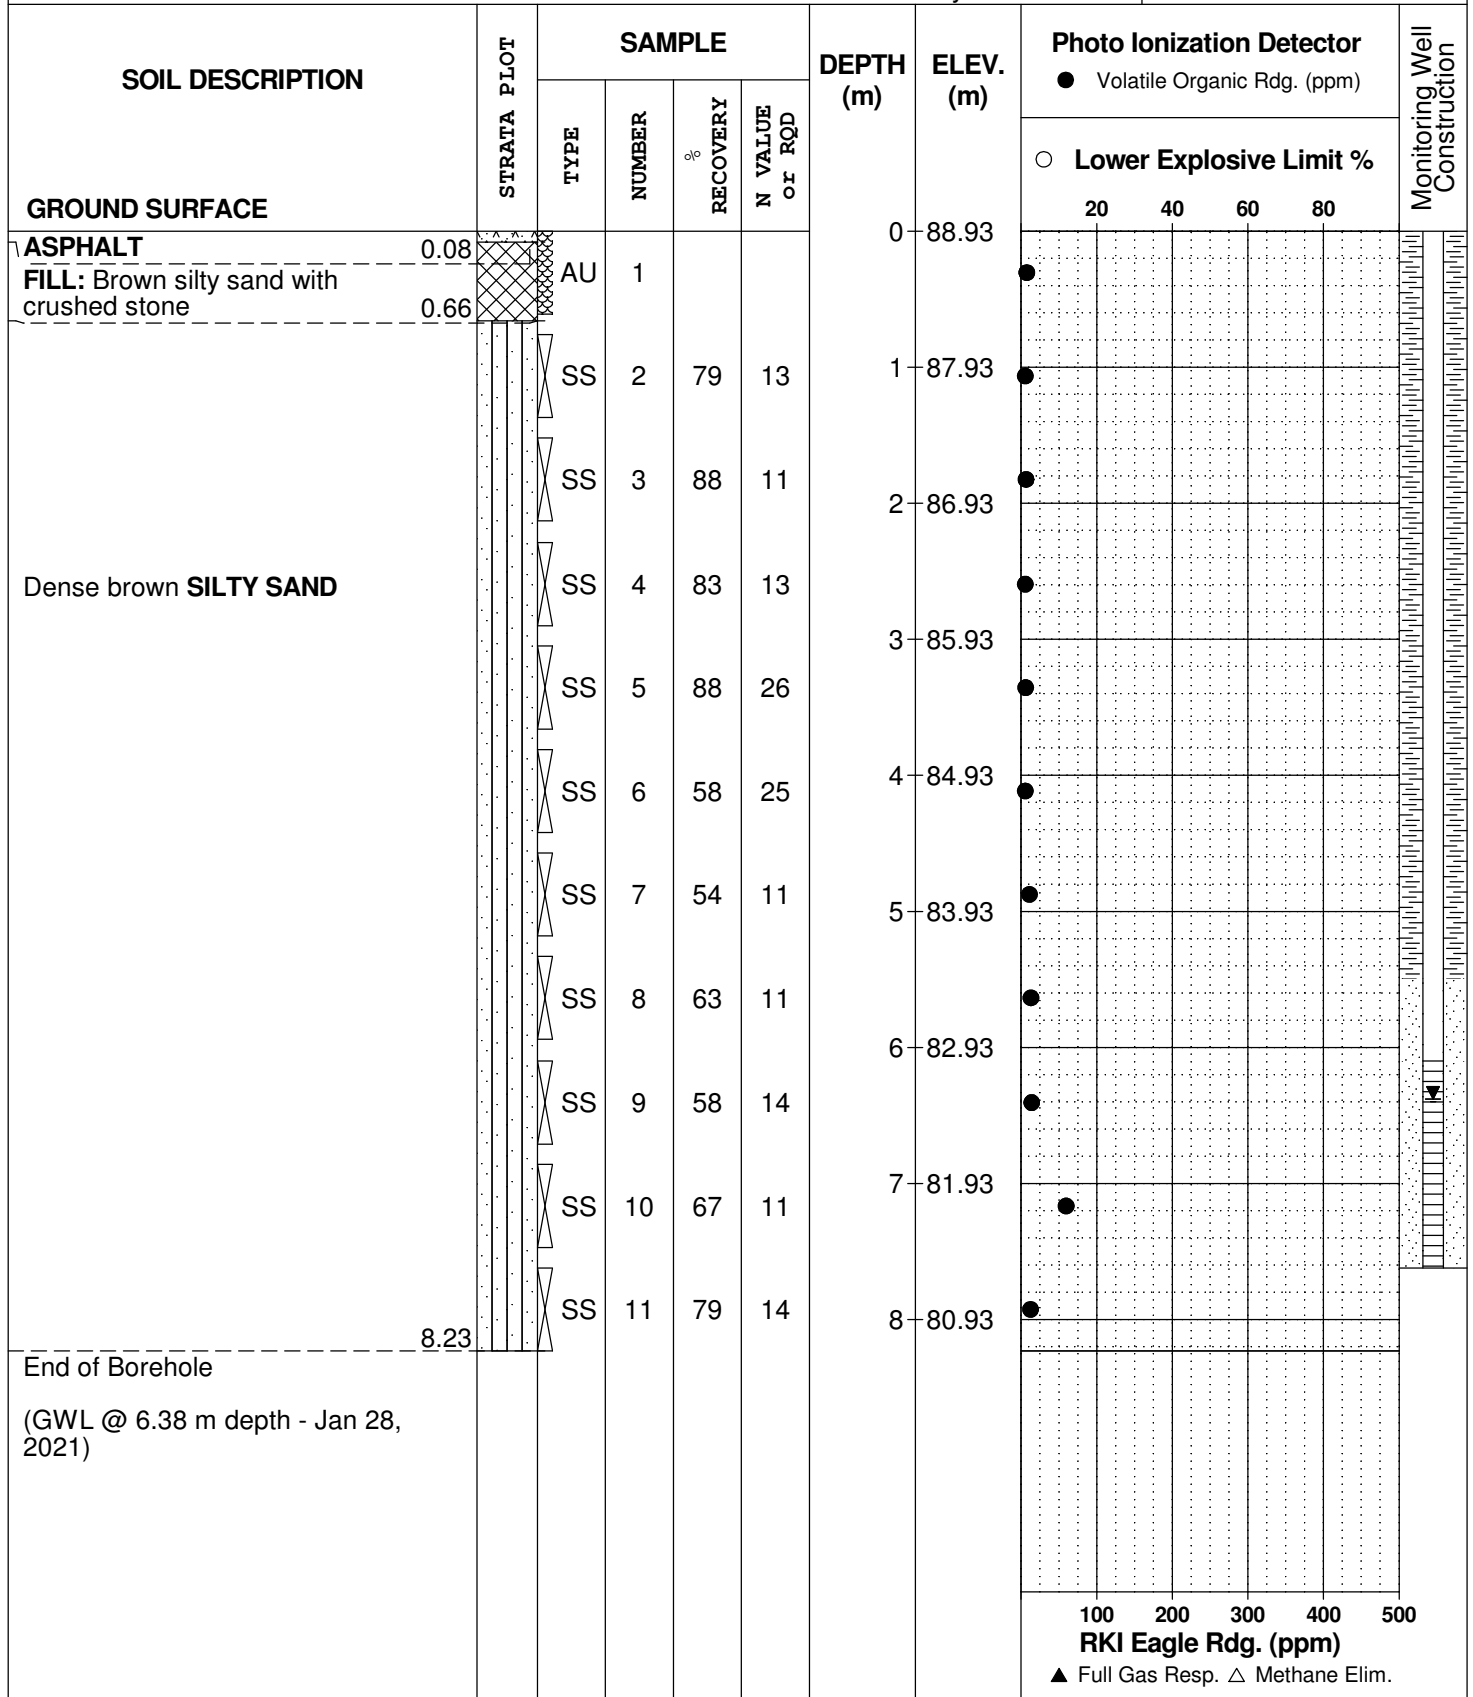 SOIL DESCRIPTION
GROUND SURFACE
STRATA PLOT
SAMPLE
TYPE
NUMBER
%
RECOVERY
N VALUE
or RQD
DEPTH
(m)
ELEV.
(m)
Photo Ionization Detector
● Volatile Organic Rdg. (ppm)
○ Lower Explosive Limit %
20 40 60 80
Monitoring Well
Construction
0 88.93
ASPHALT 0.08
FILL: Brown silty sand with
crushed stone 0.66
AU 1
1 87.93
SS 2 79 13
SS 3 88 11
2 86.93
Dense brown SILTY SAND
SS 4 83 13
3 85.93
SS 5 88 26
4 84.93
SS 6 58 25
SS 7 54 11
5 83.93
SS 8 63 11
6 82.93
SS 9 58 14
7 81.93
SS 10 67 11
SS 11 79 14
8 80.93
8.23
End of Borehole
(GWL @ 6.38 m depth - Jan 28,
2021)
100 200 300 400 500
RKI Eagle Rdg. (ppm)
▲ Full Gas Resp. △ Methane Elim.